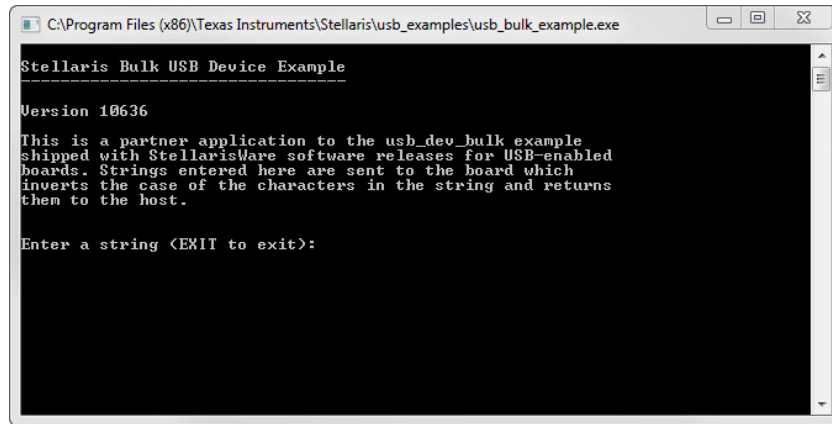 C:\Program Files (x86)\Texas Instruments\Stellaris\usb_examples\usb_bulk_example.exe
Stellaris Bulk USB Device Example
---------------------------------
Version 10636
This is a partner application to the usb_dev_bulk example
shipped with StellarisWare software releases for USB-enabled
boards. Strings entered here are sent to the board which
inverts the case of the characters in the string and returns
them to the host.
Enter a string (EXIT to exit):